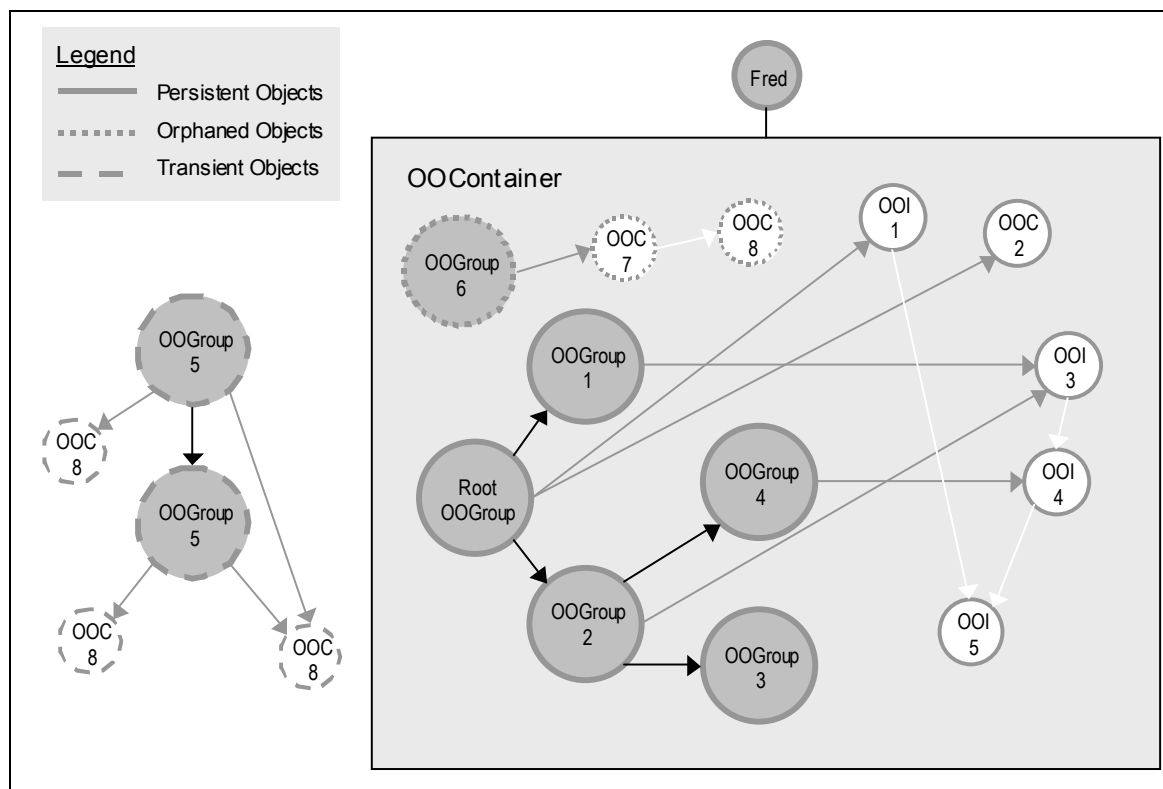 Legend
Persistent Objects
Orphaned Objects
Transient Objects
Fred
OOContainer
OOGroup
6
OOC
7
OOC
8
OOI
1
OOC
2
OOGroup
1
OOI
3
Root
OOGroup
OOGroup
4
OOI
4
OOGroup
2
OOGroup
3
OOI
5
OOGroup
5
OOC
8
OOGroup
5
OOC
8
OOC
8